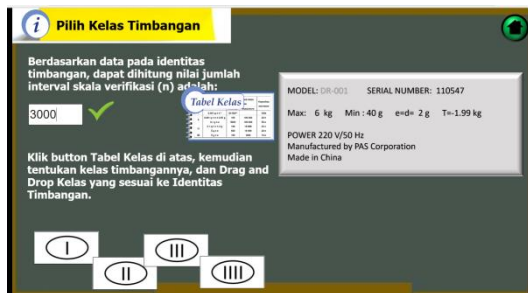 i Pilih Kelas Timbangan
Berdasarkan data pada identitas
timbangan, dapat dihitung nilai jumlah
interval skala verifikasi (n) adalah:
3000
Tabel Kelas
MODEL: DR-001 SERIAL NUMBER: 110547
Max: 6 kg Min : 40 g e=d= 2 g T=-1.99 kg
POWER 220 V/50 Hz
Manufactured by PAS Corporation
Made in China
Klik button Tabel Kelas di atas, kemudian
tentukan kelas timbangannya, dan Drag and
Drop Kelas yang sesuai ke Identitas
Timbangan.
I
II
III
IIII